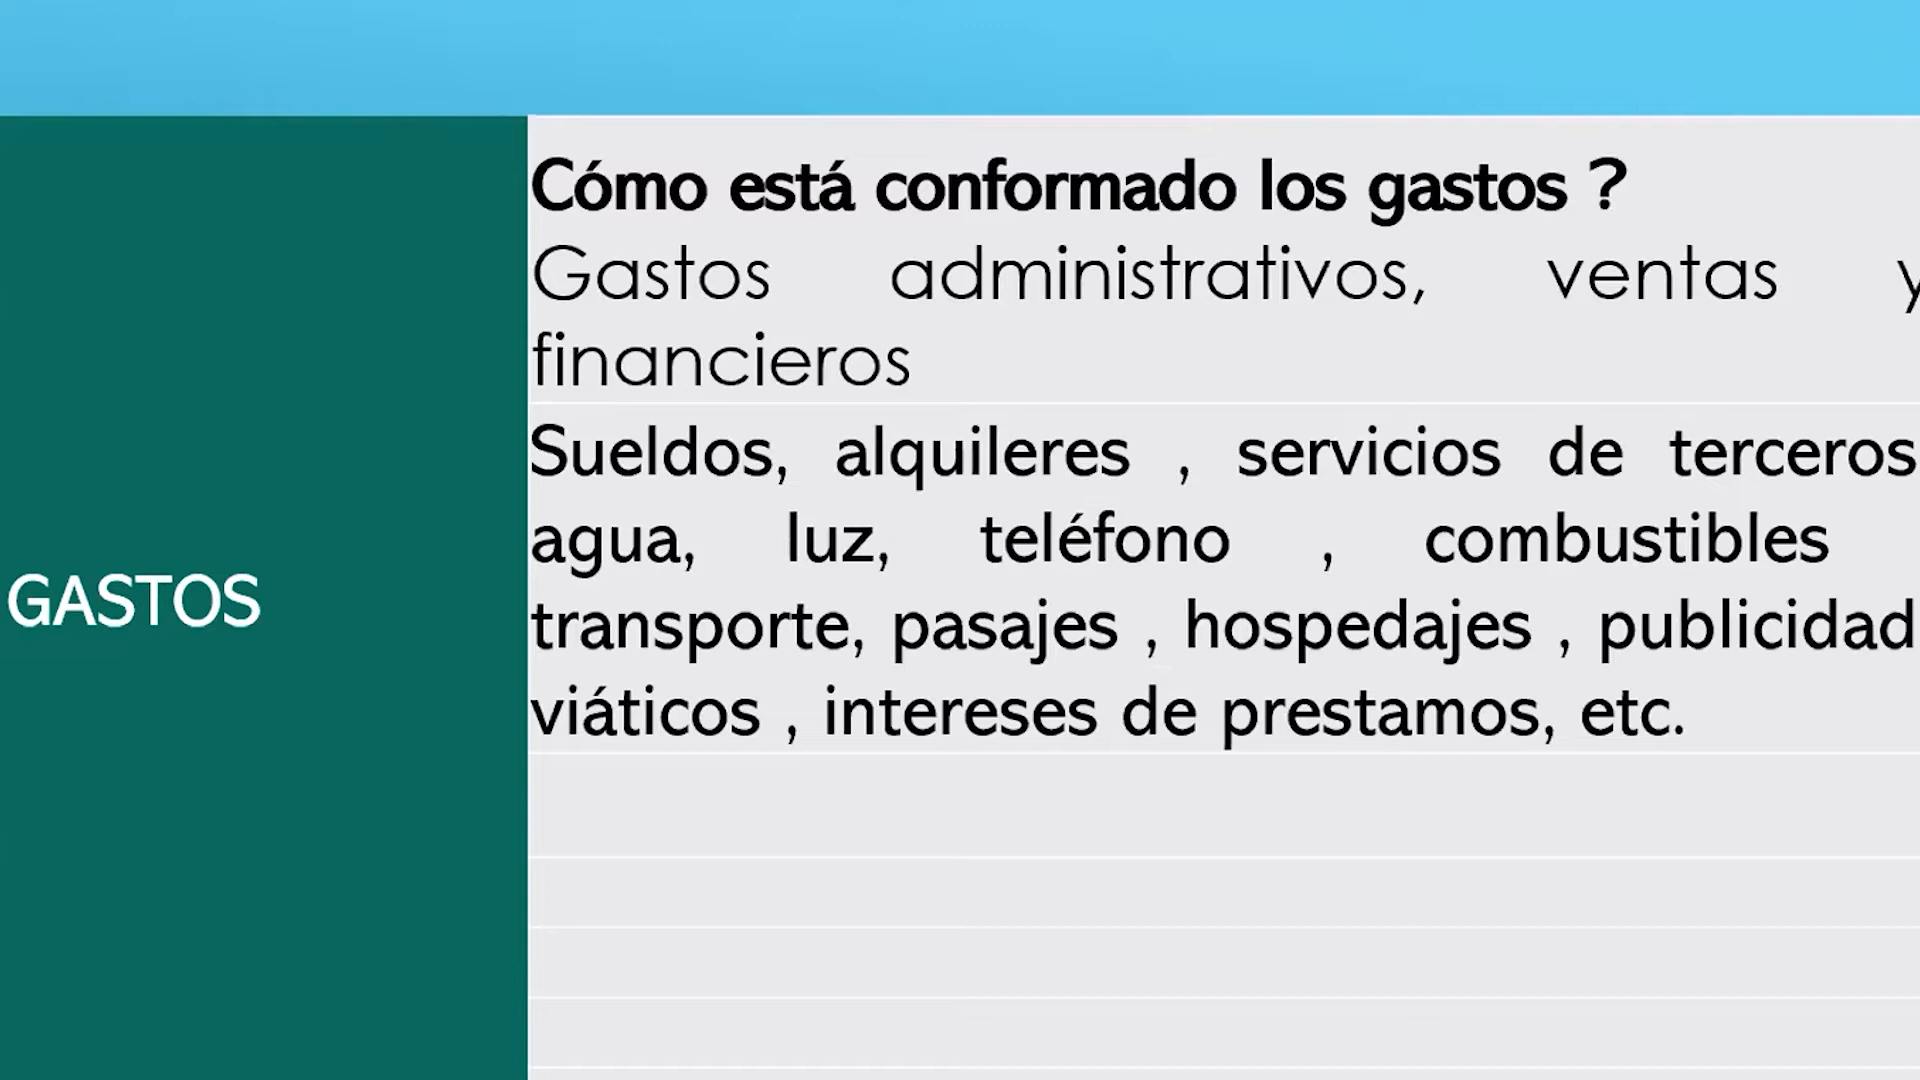 Cómo está conformado los gastos ?
Gastos administrativos, ventas y
financieros
GASTOS
Sueldos, alquileres , servicios de terceros
agua, luz, teléfono , combustibles
transporte, pasajes , hospedajes , publicidad
viáticos , intereses de prestamos, etc.